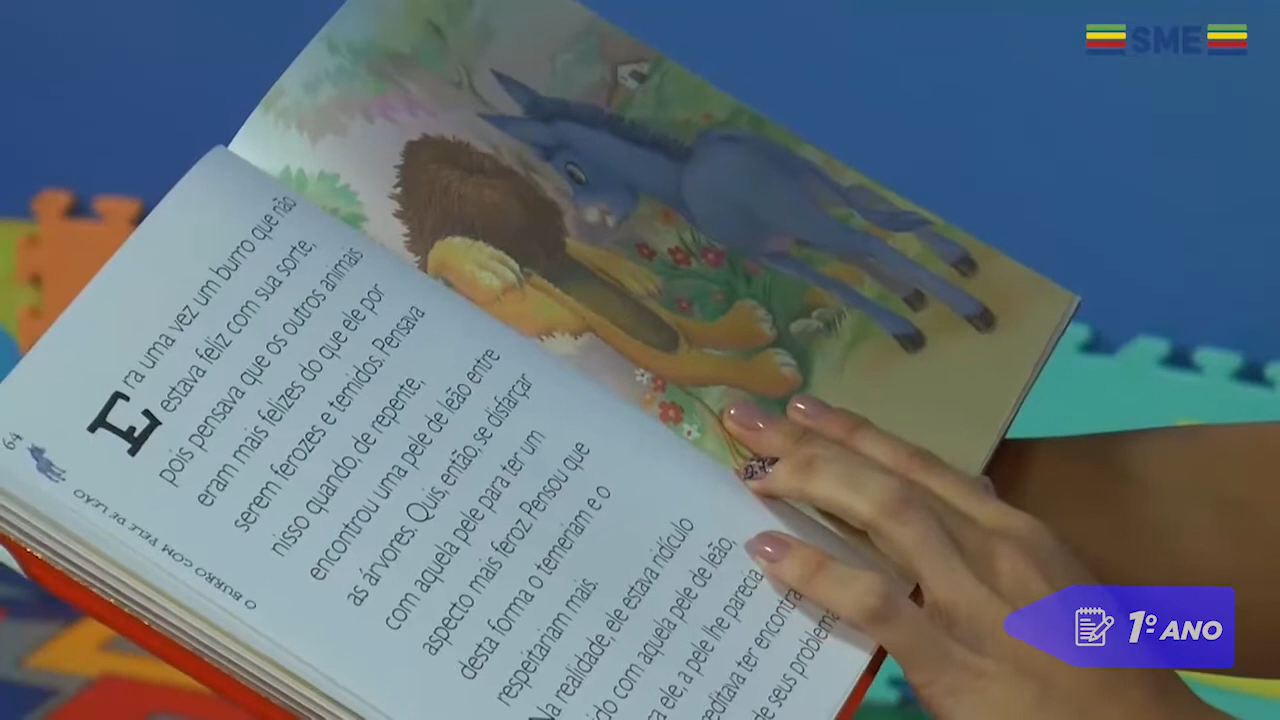 SME
Era uma vez um burro que não
estava feliz com sua sorte,
pois pensava que os outros animais
eram mais felizes do que ele por
serem ferozes e temidos. Pensava
nisso quando, de repente,
encontrou uma pele de leão entre
as árvores. Quis, então, se disfarçar
com aquela pele para ter um
aspecto mais feroz. Pensou que
desta forma o temeriam e o
respeitariam mais.
Na realidade, ele estava ridículo
com aquela pele de leão,
ele, a pele lhe parecia
ter encontra
de seus problema
64
O BURRO COM PELE DE LEÃO
1º ANO